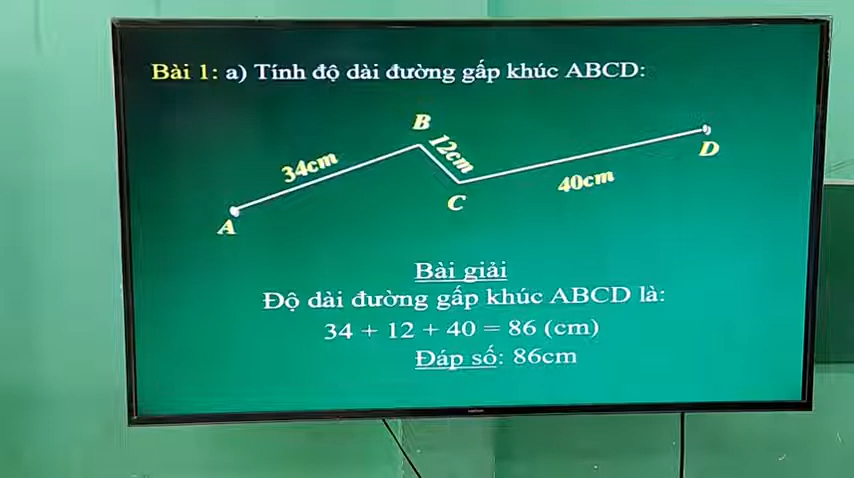 Bài 1: a) Tính độ dài đường gấp khúc ABCD:
B
12cm
34cm
D
40cm
C
A
Bài giải
Độ dài đường gấp khúc ABCD là:
34 + 12 + 40 = 86 (cm)
Đáp số: 86cm